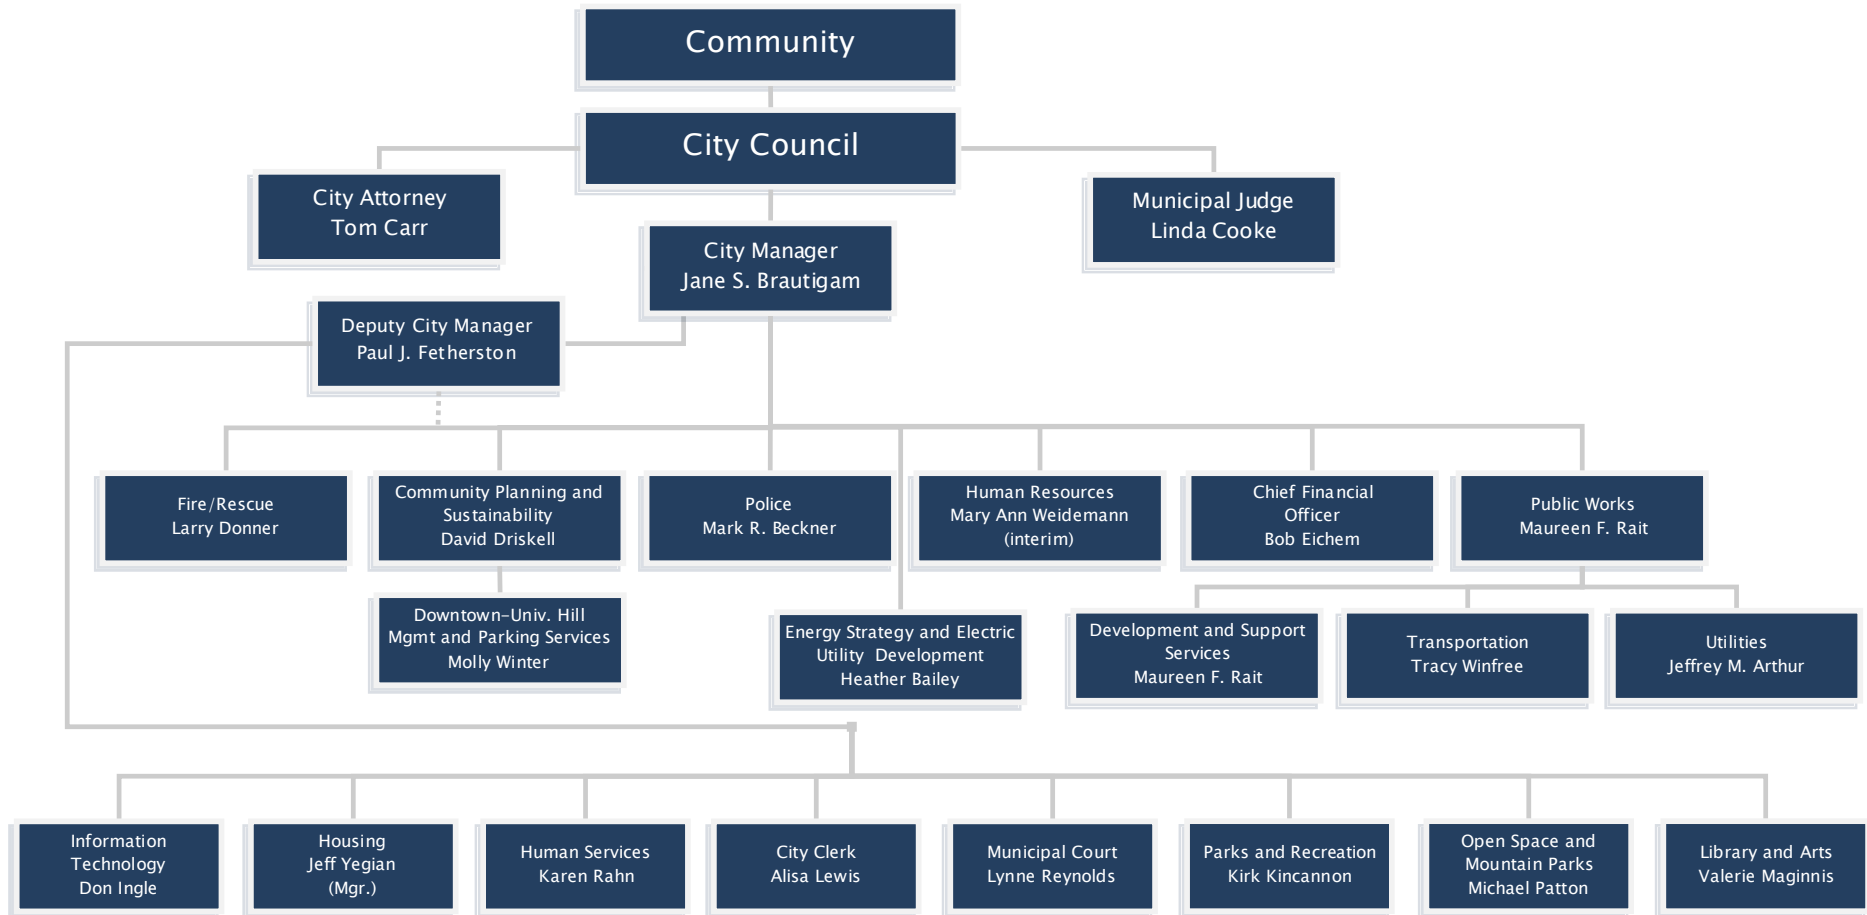 Community
City Council
City Attorney
Tom Carr
Municipal Judge
Linda Cooke
City Manager
Jane S. Brautigam
Deputy City Manager
Paul J. Fetherston
Fire/Rescue
Larry Donner
Community Planning and
Sustainability
David Driskell
Police
Mark R. Beckner
Human Resources
Mary Ann Weidemann
(interim)
Chief Financial
Officer
Bob Eichem
Public Works
Maureen F. Rait
Downtown-Univ. Hill
Mgmt and Parking Services
Molly Winter
Energy Strategy and Electric
Utility Development
Heather Bailey
Development and Support
Services
Maureen F. Rait
Transportation
Tracy Winfree
Utilities
Jeffrey M. Arthur
Information
Technology
Don Ingle
Housing
Jeff Yegian
(Mgr.)
Human Services
Karen Rahn
City Clerk
Alisa Lewis
Municipal Court
Lynne Reynolds
Parks and Recreation
Kirk Kincannon
Open Space and
Mountain Parks
Michael Patton
Library and Arts
Valerie Maginnis